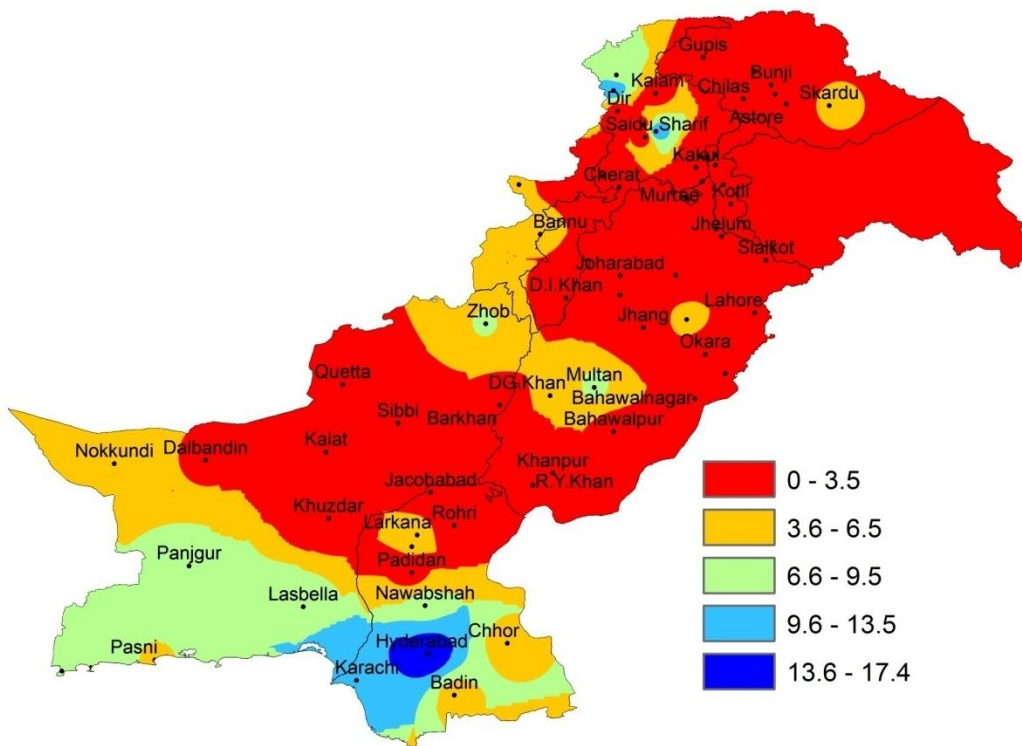 Gupis
Kalam
Chilas
Bunji
Skardu
Dir
Astore
Saidu Sharif
Kakul
Cherat
Murree
Kotli
Bannu
Jhelum
Sialkot
Joharabad
D.I.Khan
Lahore
Zhob
Jhang
Okara
Quetta
DG.Khan
Multan
Bahawalnagar
Sibbi
Barkhan
Bahawalpur
Nokkundi
Dalbandin
Kalat
Khanpur
Jacobabad
R.Y.Khan
Khuzdar
Rohri
Larkana
Panjgur
Padidan
Lasbella
Nawabshah
Pasni
Hyderabad
Chhor
Karachi
Badin
0 - 3.5
3.6 - 6.5
6.6 - 9.5
9.6 - 13.5
13.6 - 17.4